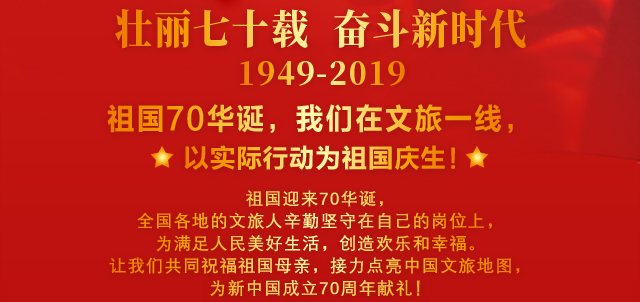 壮丽七十载 奋斗新时代
1949-2019
祖国70华诞，我们在文旅一线，
以实际行动为祖国庆生！
祖国迎来70华诞，
全国各地的文旅人辛勤坚守在自己的岗位上，
为满足人民美好生活，创造欢乐和幸福。
让我们共同祝福祖国母亲，接力点亮中国文旅地图，
为新中国成立70周年献礼！